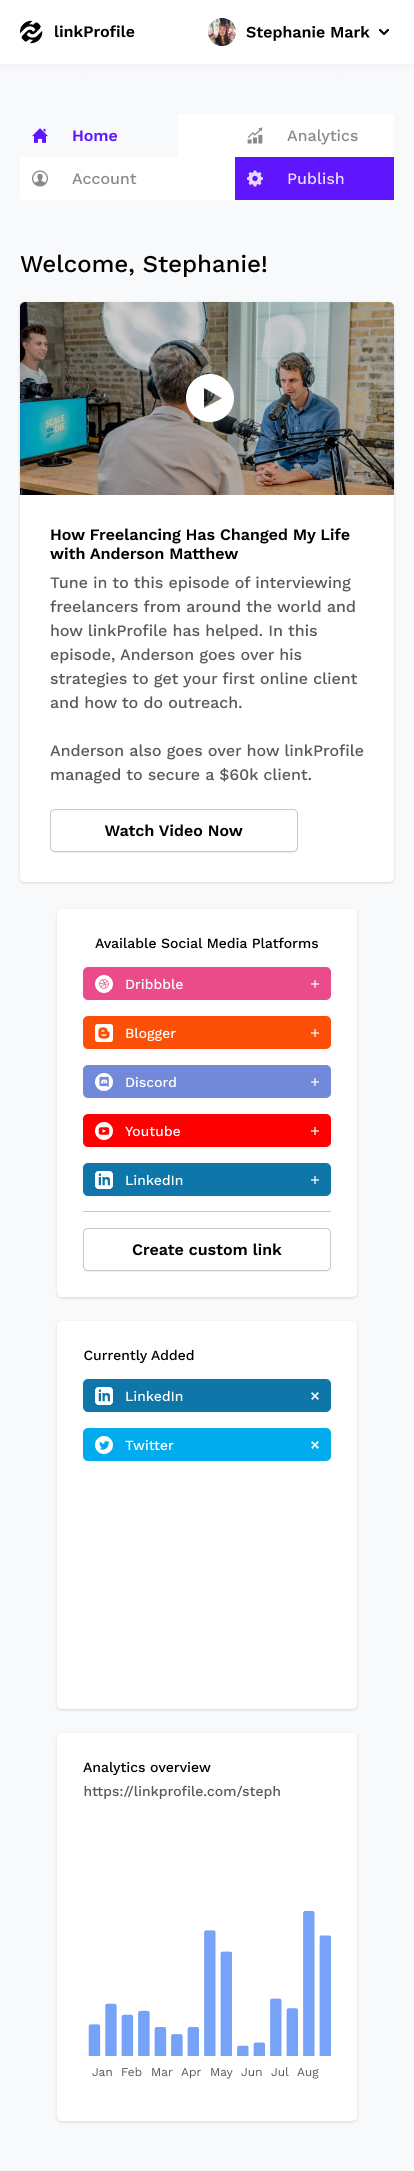 linkProfile
Stephanie Mark
Home
Analytics
Account
Publish
Welcome, Stephanie!
SCALE
OR
DIE
How Freelancing Has Changed My Life
with Anderson Matthew
Tune in to this episode of interviewing
freelancers from around the world and
how linkProfile has helped. In this
episode, Anderson goes over his
strategies to get your first online client
and how to do outreach.
Anderson also goes over how linkProfile
managed to secure a $60k client.
Watch Video Now
Available Social Media Platforms
Dribbble +
Blogger +
Discord +
Youtube +
LinkedIn +
Create custom link
Currently Added
LinkedIn ×
Twitter ×
Analytics overview
https://linkprofile.com/steph
Jan Feb Mar Apr May Jun Jul Aug